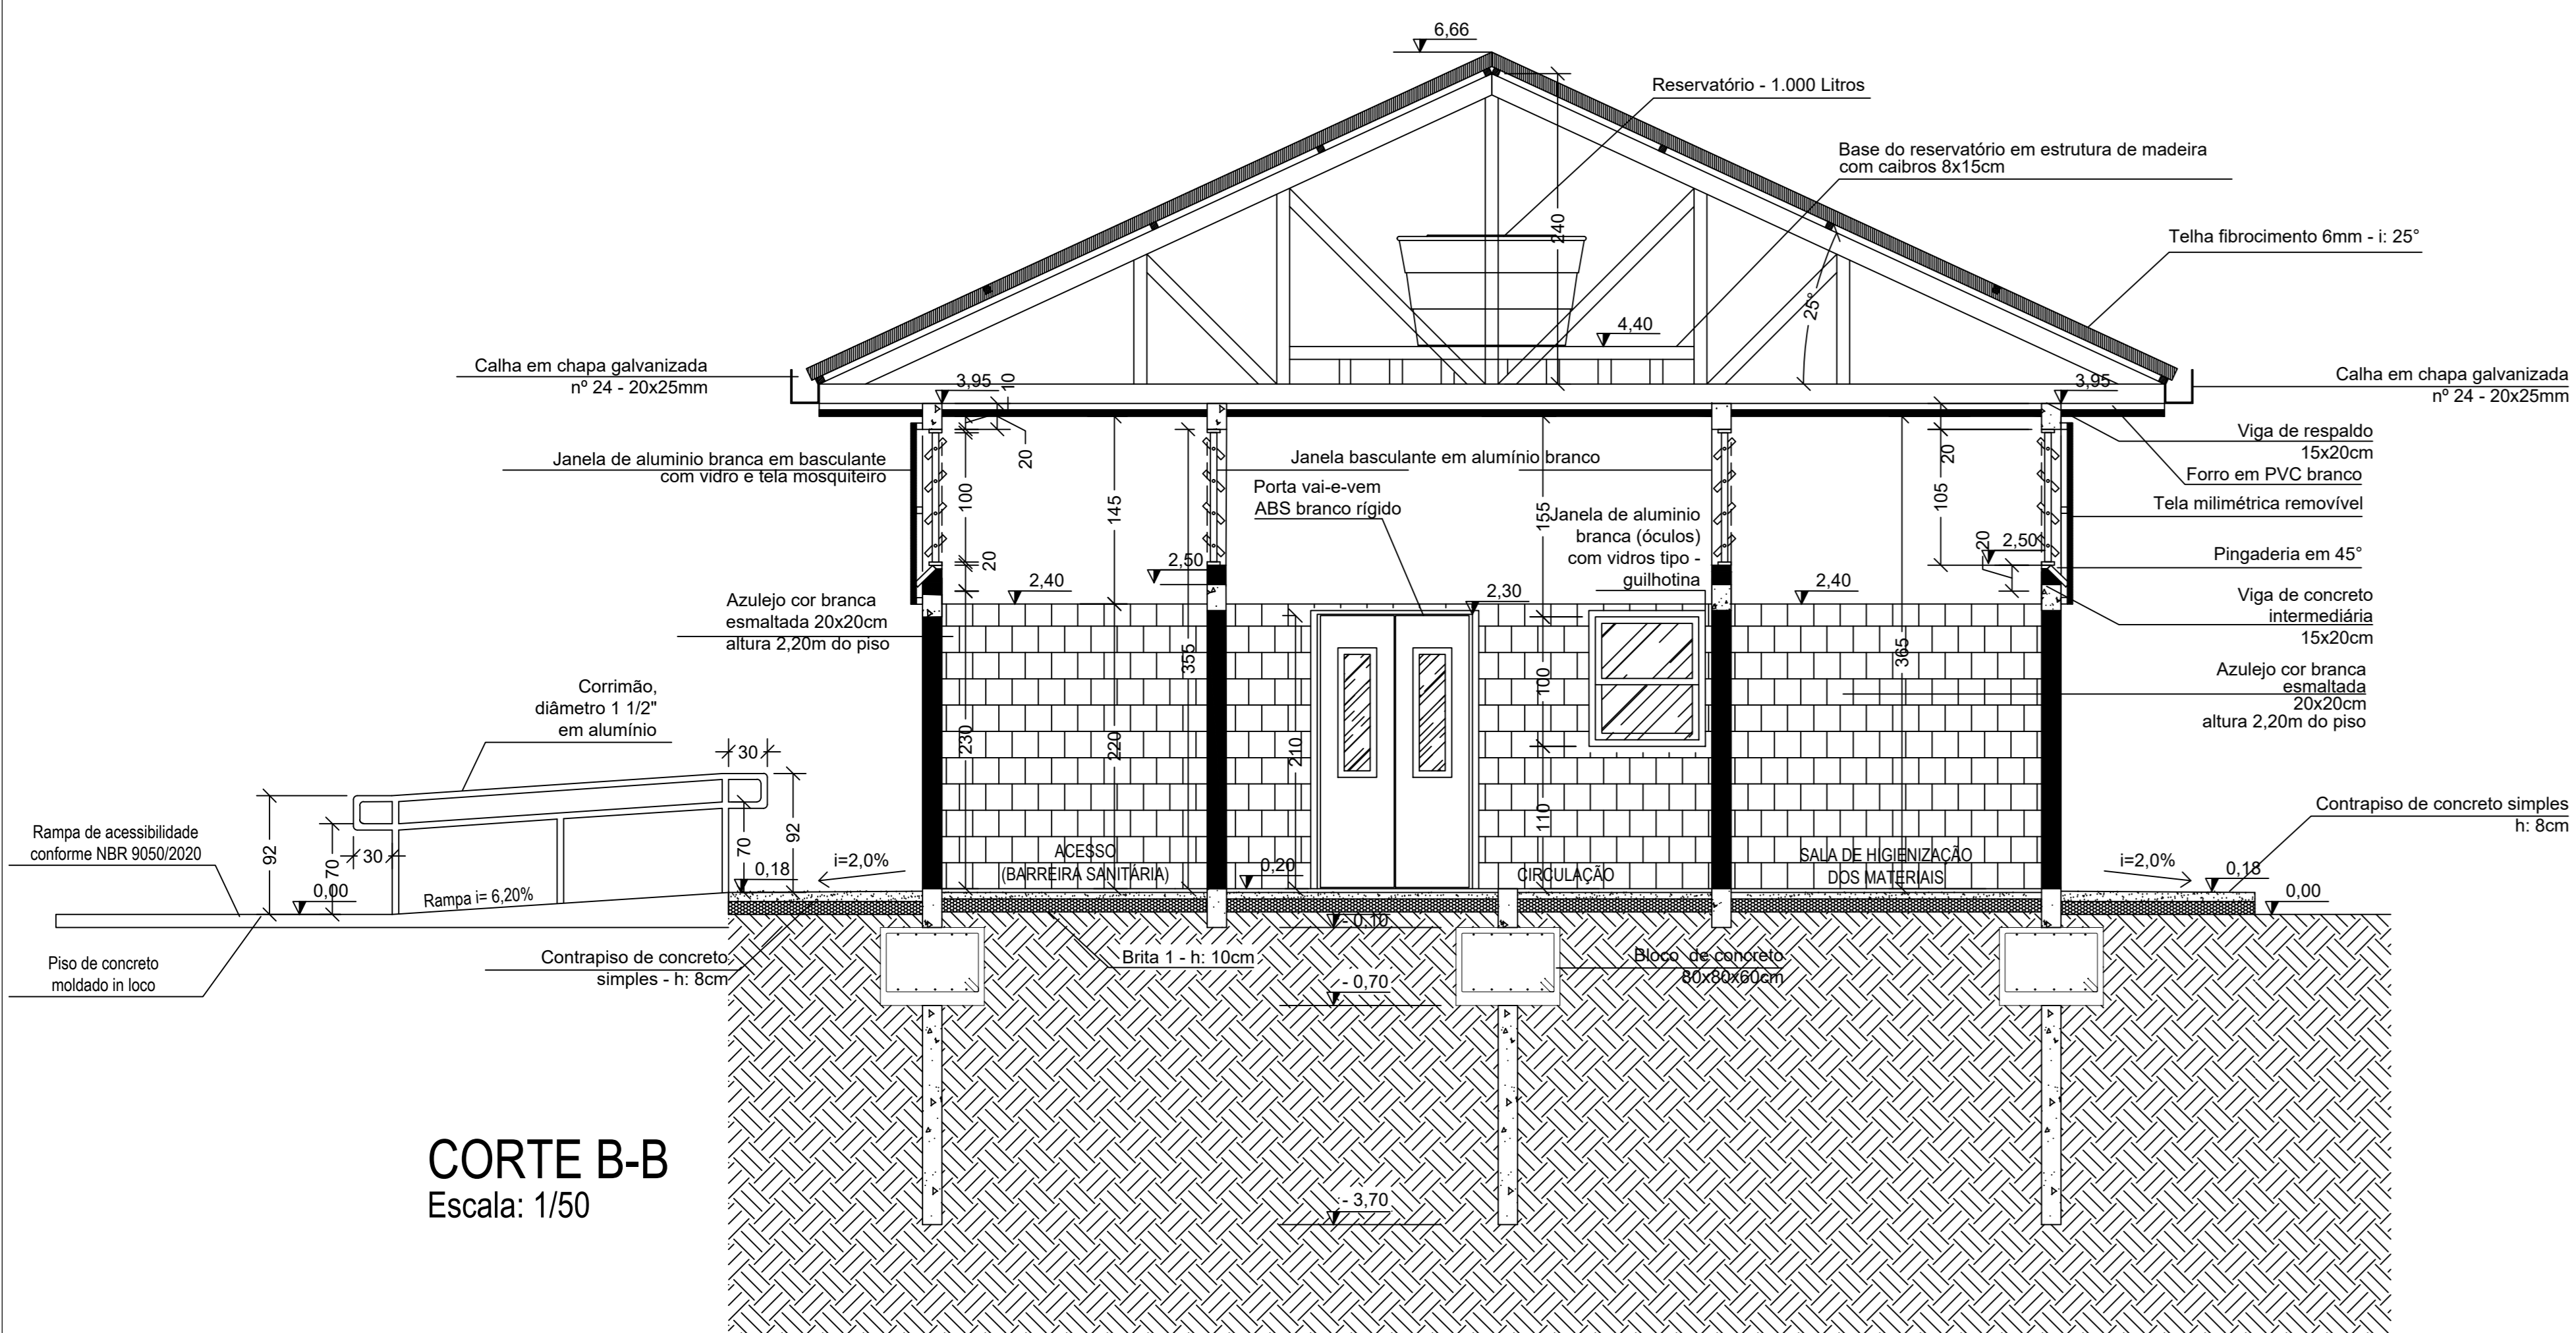 6,66
Reservatório - 1.000 Litros
Base do reservatório em estrutura de madeira
com caibros 8x15cm
240
Telha fibrocimento 6mm - i: 25°
25°
4,40
Calha em chapa galvanizada
nº 24 - 20x25mm
3,95
10
3,95
Calha em chapa galvanizada
nº 24 - 20x25mm
Viga de respaldo
15x20cm
Forro em PVC branco
Tela milimétrica removível
Janela de aluminio branca em basculante
com vidro e tela mosquiteiro
20
100
145
Janela basculante em alumínio branco
Porta vai-e-vem
ABS branco rígido
155
Janela de aluminio
branca (óculos)
com vidros tipo -
guilhotina
20
105
20
2,50
Pingaderia em 45°
20
2,50
2,40
2,30
2,40
Viga de concreto
intermediária
15x20cm
Azulejo cor branca
esmaltada 20x20cm
altura 2,20m do piso
355
365
Azulejo cor branca
esmaltada
20x20cm
altura 2,20m do piso
Corrimão,
diâmetro 1 1/2"
em alumínio
30
230
220
210
100
110
Contrapiso de concreto simples
h: 8cm
Rampa de acessibilidade
conforme NBR 9050/2020
92
70
30
70
92
0,00
Rampa i= 6,20%
0,18
i=2,0%
ACESSO
(BARREIRA SANITÁRIA)
0,20
CIRCULAÇÃO
SALA DE HIGIENIZAÇÃO
DOS MATERIAIS
i=2,0%
0,18
0,00
- 0,10
Piso de concreto
moldado in loco
Contrapiso de concreto
simples - h: 8cm
Brita 1 - h: 10cm
Bloco de concreto
80x80x60cm
- 0,70
- 3,70
CORTE B-B
Escala: 1/50